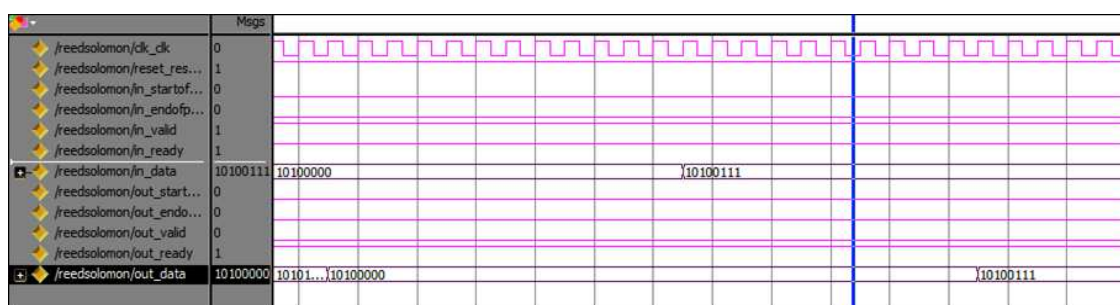 Msgs
/reedsolomon/clk_clk 0
/reedsolomon/reset_res... 1
/reedsolomon/in_startof... 0
/reedsolomon/in_endofp... 0
/reedsolomon/in_valid 1
/reedsolomon/in_ready 1
/reedsolomon/in_data 10100111 10100000 10100111
/reedsolomon/out_start... 0
/reedsolomon/out_endo... 0
/reedsolomon/out_valid 0
/reedsolomon/out_ready 1
/reedsolomon/out_data 10100000 10101... 10100000 10100111